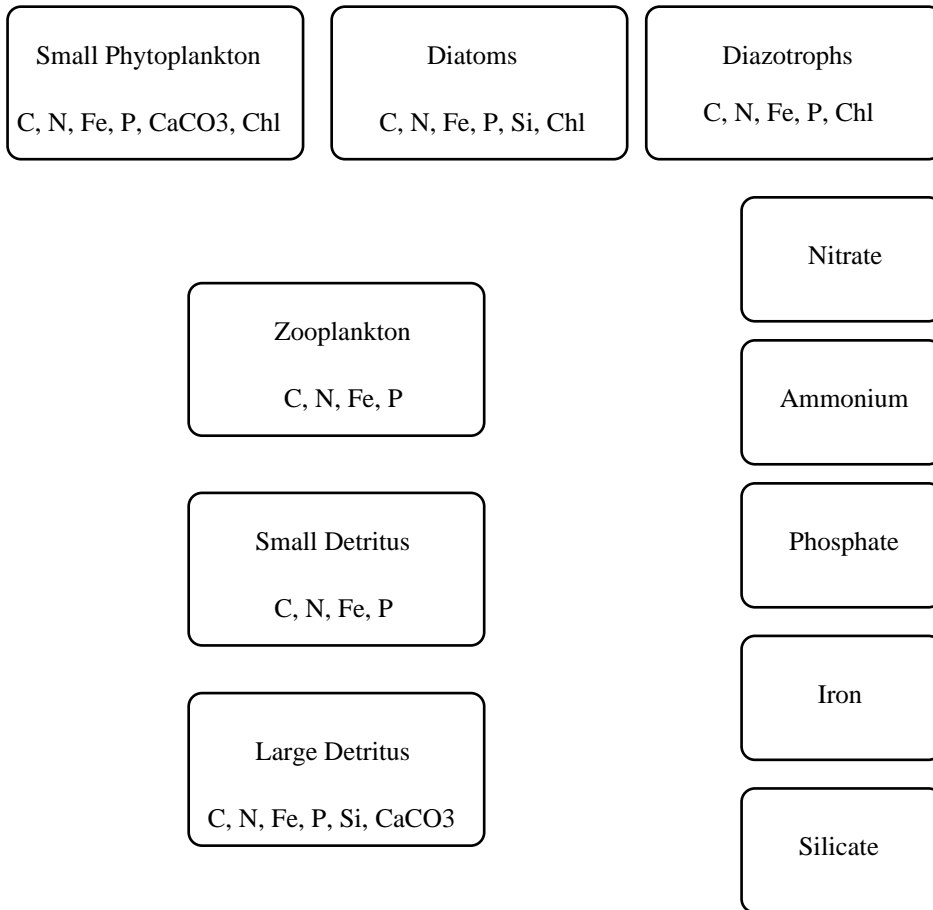 Small Phytoplankton
C, N, Fe, P, CaCO3, Chl
Diatoms
C, N, Fe, P, Si, Chl
Diazotrophs
C, N, Fe, P, Chl
Nitrate
Zooplankton
C, N, Fe, P
Ammonium
Small Detritus
C, N, Fe, P
Phosphate
Large Detritus
C, N, Fe, P, Si, CaCO3
Iron
Silicate